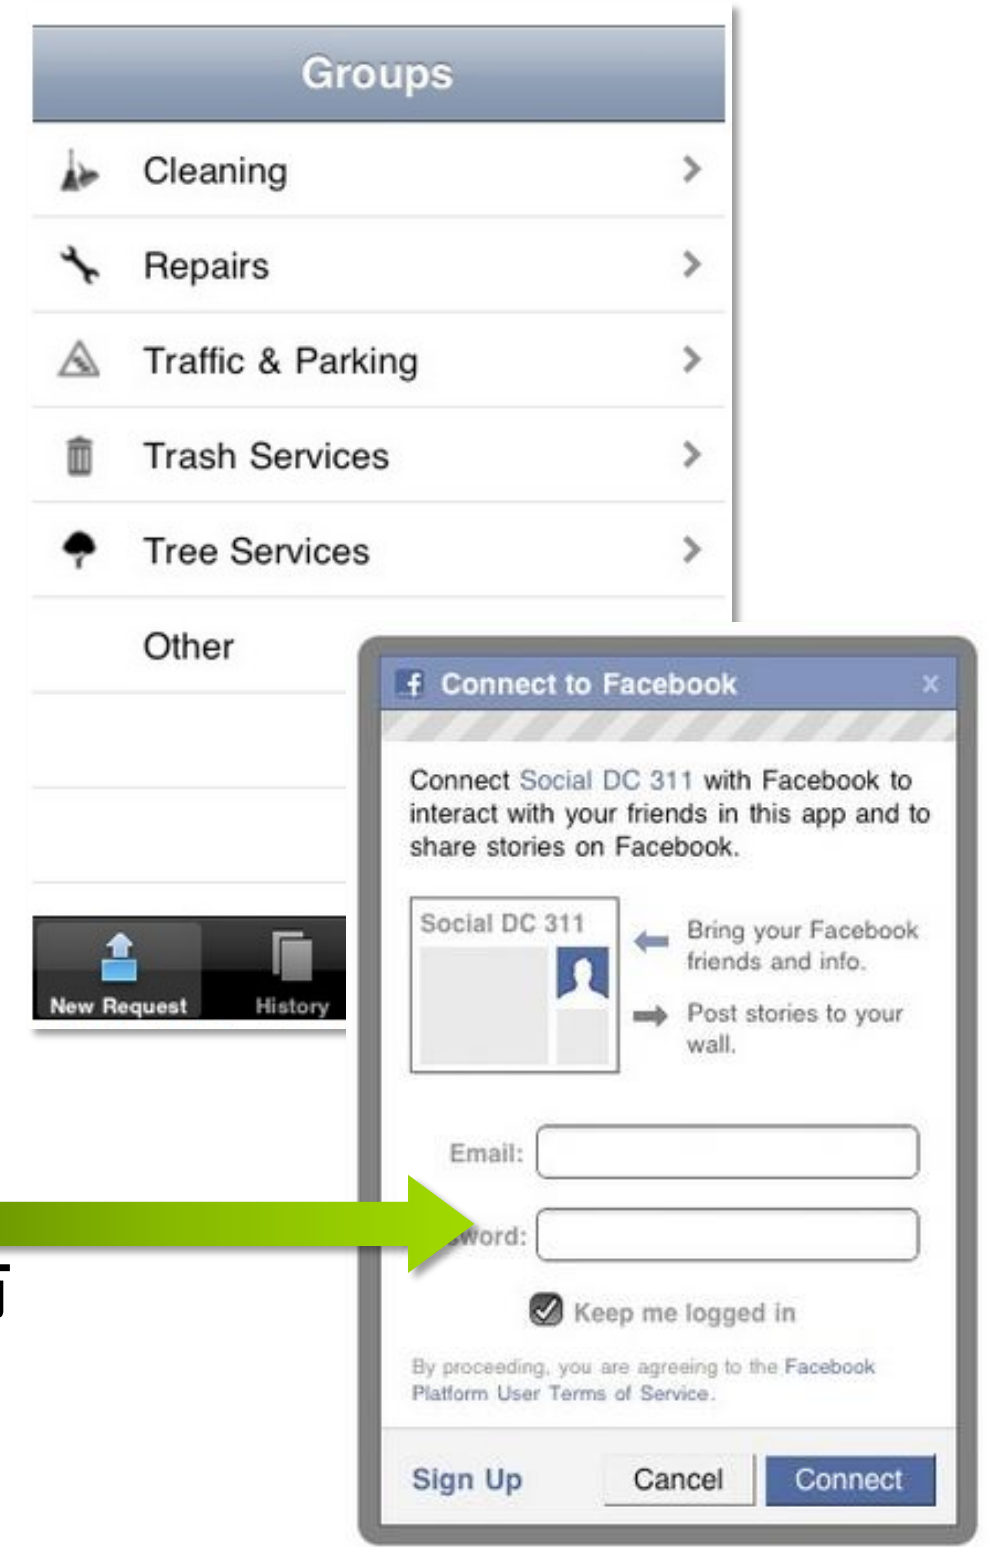 Groups
Cleaning
Repairs
Traffic & Parking
Trash Services
Tree Services
Other
New Request
History
Connect to Facebook
Connect Social DC 311 with Facebook to
interact with your friends in this app and to
share stories on Facebook.
Social DC 311
Bring your Facebook
friends and info.
Post stories to your
wall.
Email:
sword:
Keep me logged in
By proceeding, you are agreeing to the Facebook
Platform User Terms of Service.
Sign Up
Cancel
Connect